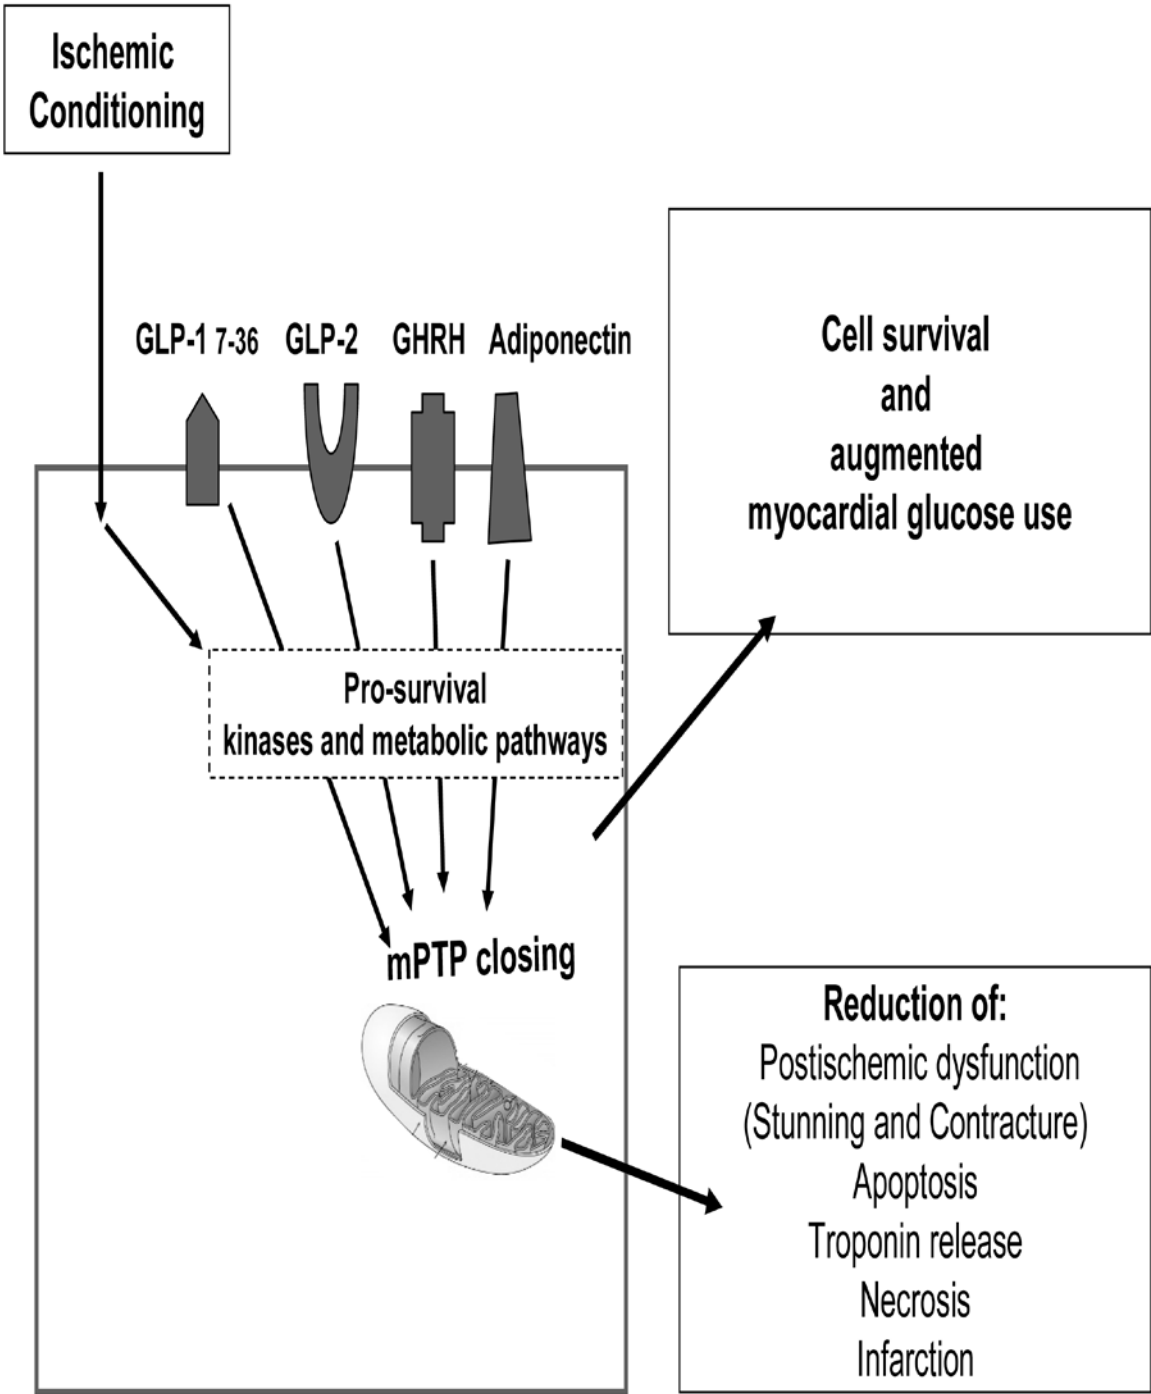 Ischemic
Conditioning
GLP-1 7-36 GLP-2 GHRH Adiponectin
Cell survival
and
augmented
myocardial glucose use
Pro-survival
kinases and metabolic pathways
mPTP closing
Reduction of:
Postischemic dysfunction
(Stunning and Contracture)
Apoptosis
Troponin release
Necrosis
Infarction